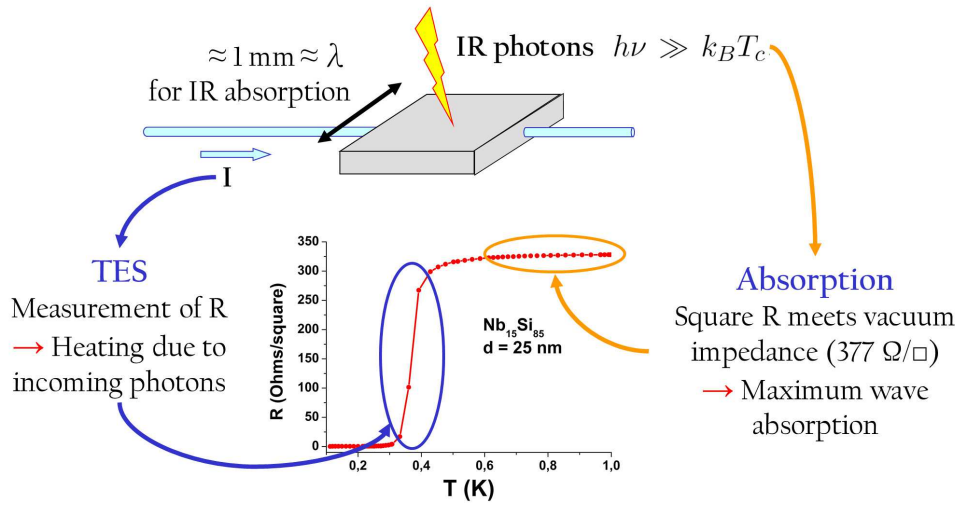 ≈ 1 mm ≈ λ
for IR absorption
IR photons hν ≫ k_BT_c
I
TES
Measurement of R
→ Heating due to
incoming photons
350
300
250
200
150
100
50
0
R (Ohms/square)
Nb₁₅Si₈₅
d = 25 nm
0,2 0,4 0,6 0,8 1,0
T (K)
Absorption
Square R meets vacuum
impedance (377 Ω/□)
→ Maximum wave
absorption